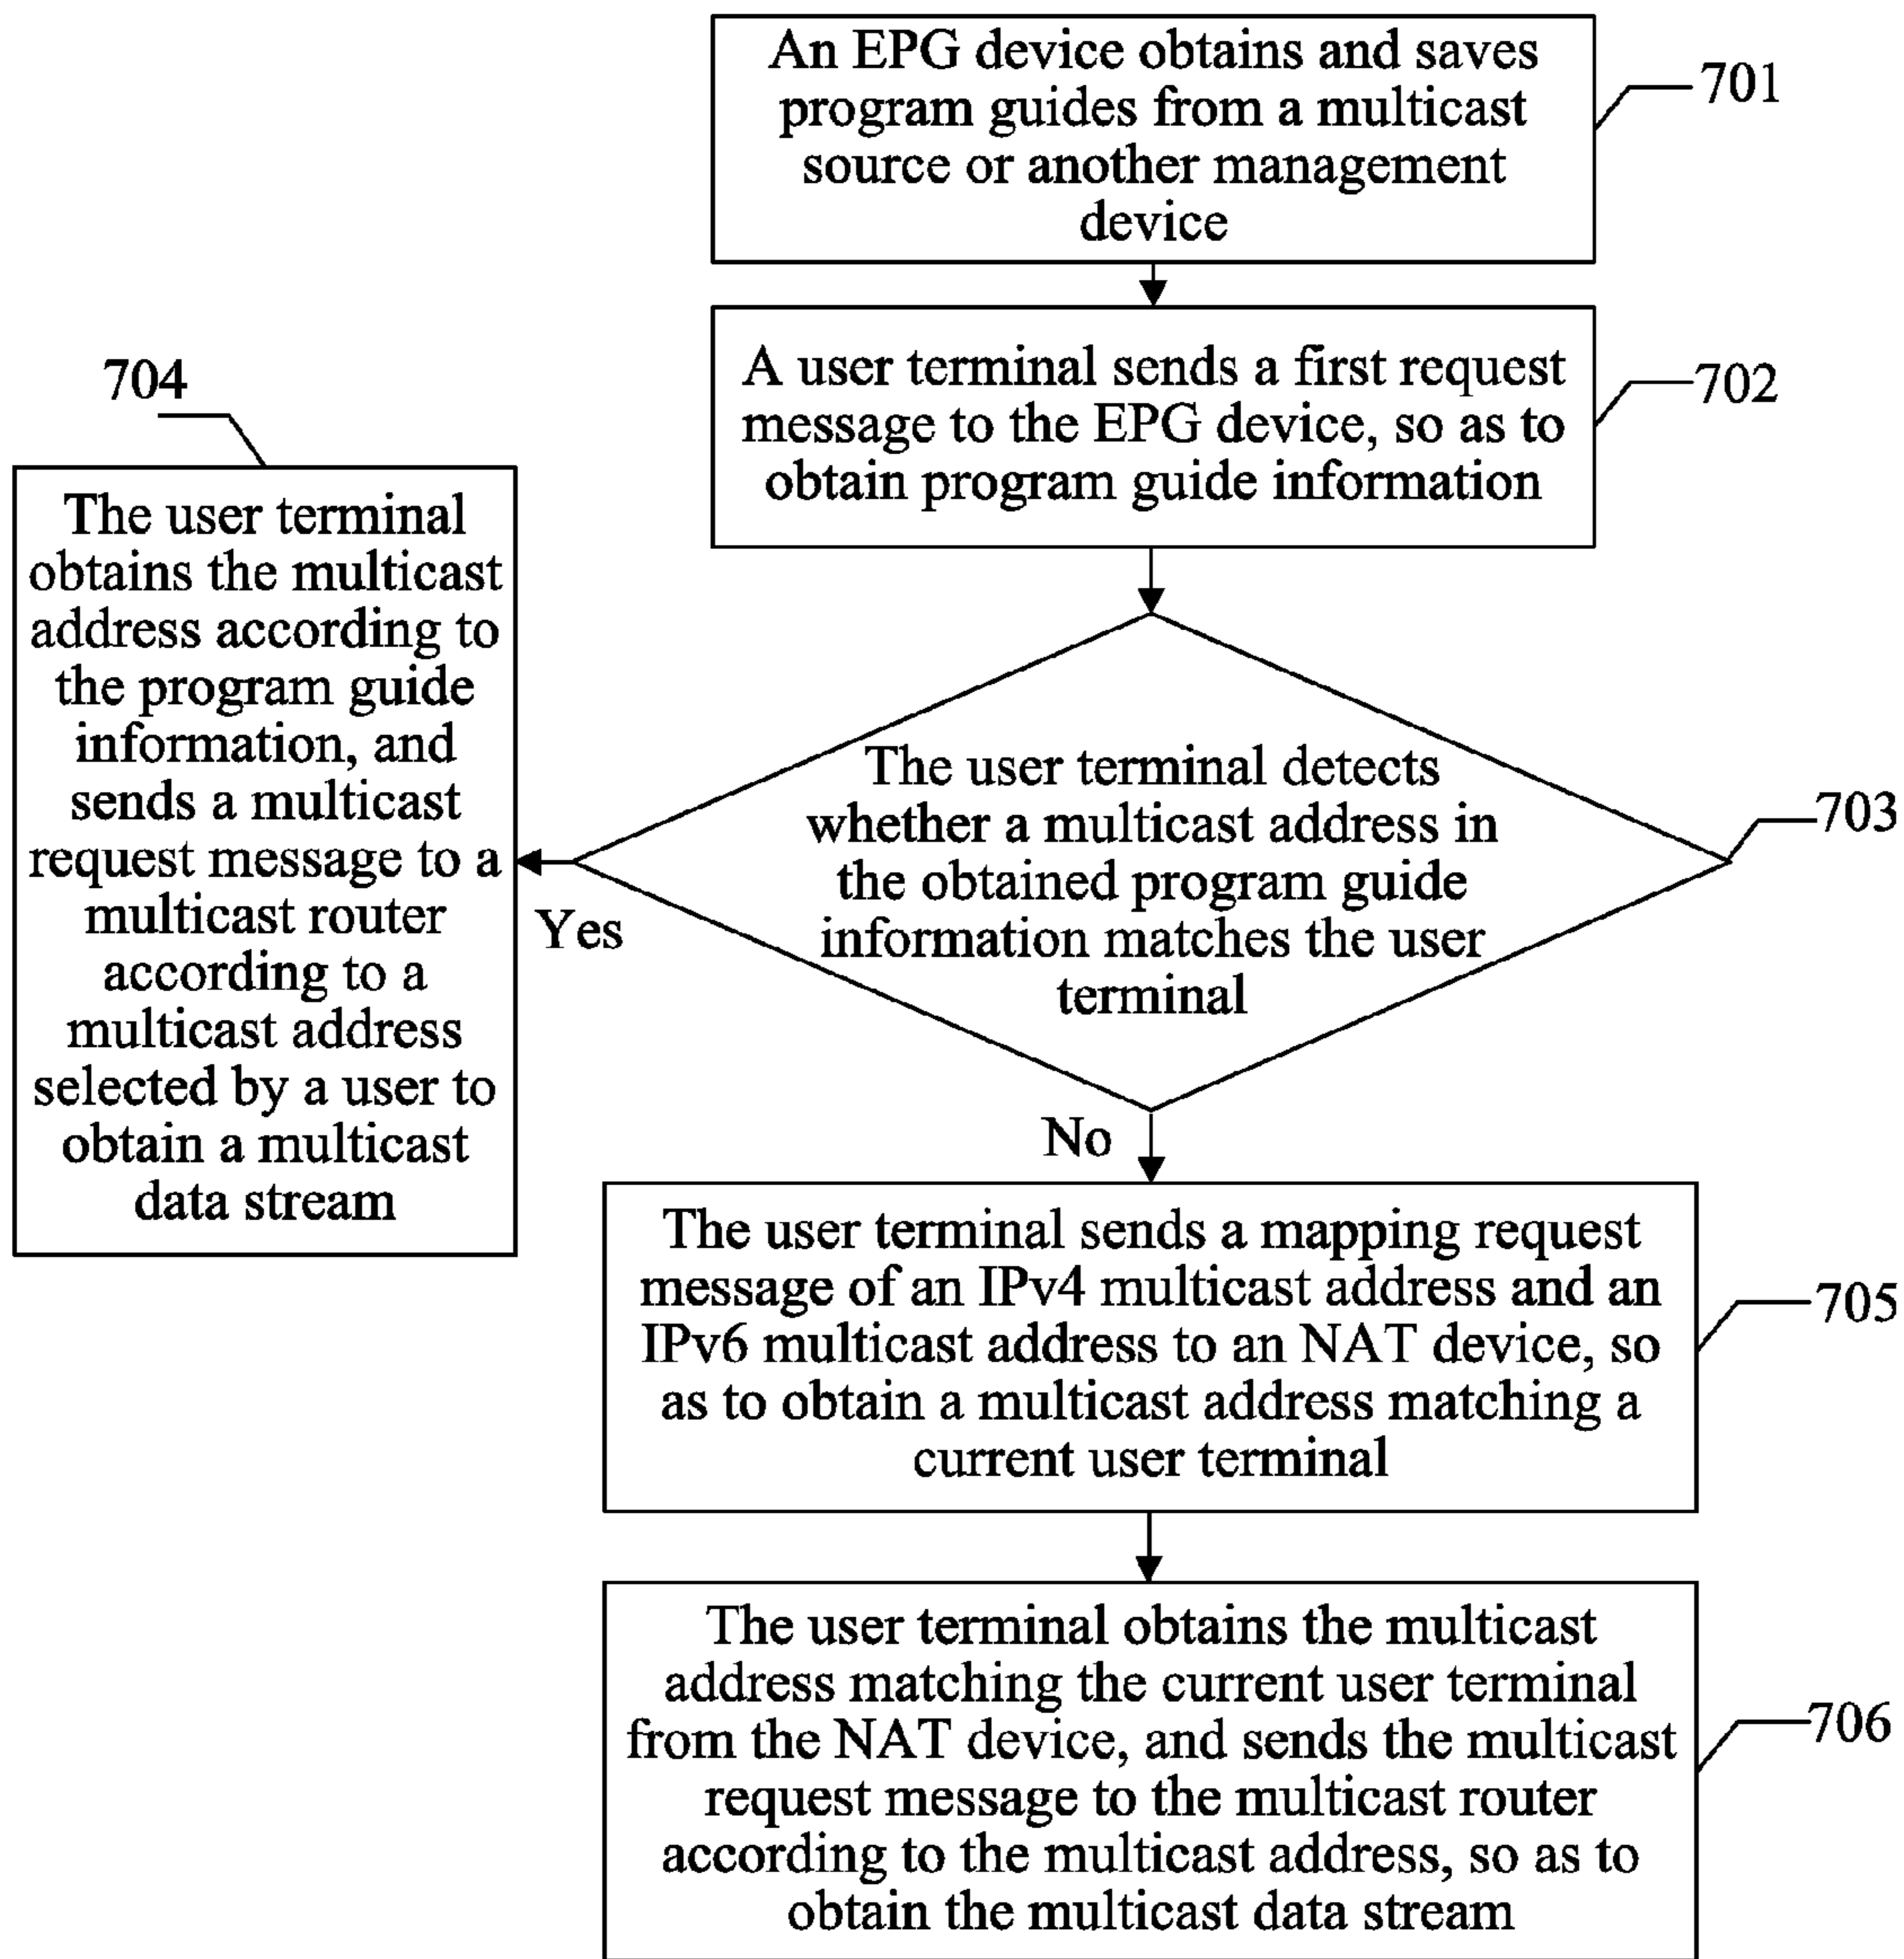 An EPG device obtains and saves
program guides from a multicast
source or another management
device
701
A user terminal sends a first request
message to the EPG device, so as to
obtain program guide information
702
704
The user terminal
obtains the multicast
address according to
the program guide
information, and
sends a multicast
request message to a
multicast router
according to a
multicast address
selected by a user to
obtain a multicast
data stream
The user terminal detects
whether a multicast address in
the obtained program guide
information matches the user
terminal
703
Yes
No
The user terminal sends a mapping request
message of an IPv4 multicast address and an
IPv6 multicast address to an NAT device, so
as to obtain a multicast address matching a
current user terminal
705
The user terminal obtains the multicast
address matching the current user terminal
from the NAT device, and sends the multicast
request message to the multicast router
according to the multicast address, so as to
obtain the multicast data stream
706